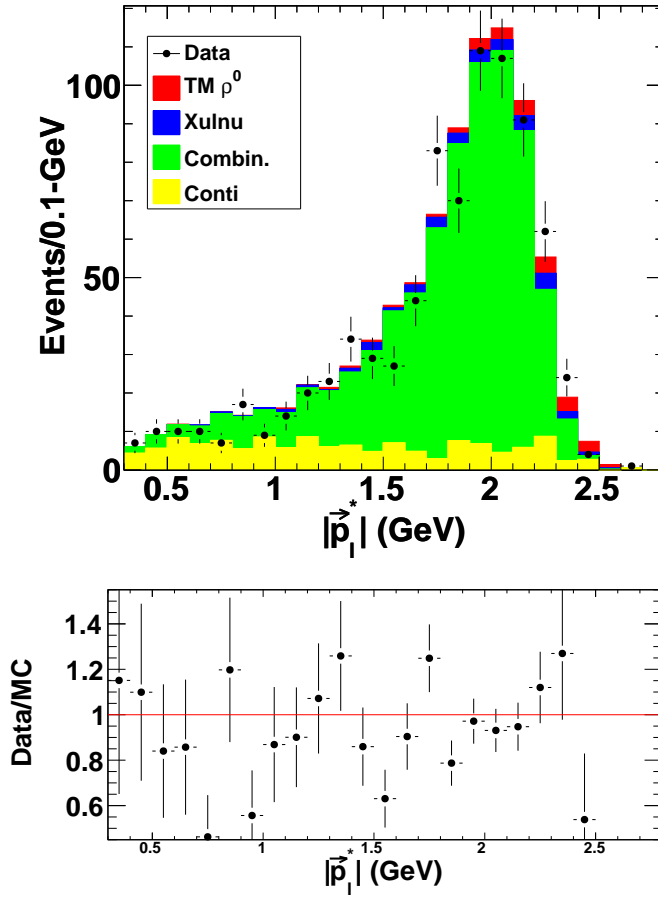 Events/0.1-GeV
100
50
0
Data
TM ρ⁰
Xulnu
Combin.
Conti
0.5 1 1.5 2 2.5
|p⃗*l| (GeV)
Data/MC
1.4
1.2
1
0.8
0.6
0.5 1 1.5 2 2.5
|p⃗*l| (GeV)